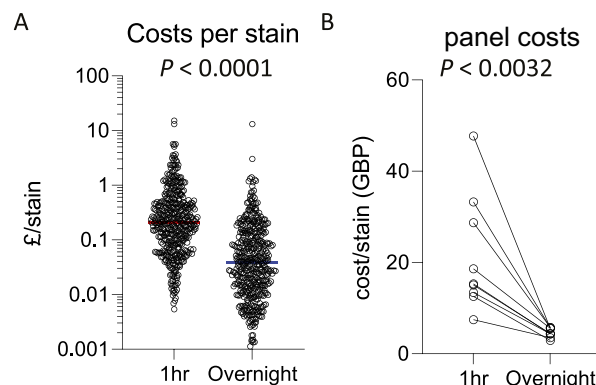 A
Costs per stain
P < 0.0001
£/stain
100
10
1
0.1
0.01
0.001
1hr Overnight
B
panel costs
P < 0.0032
cost/stain (GBP)
60
40
20
0
1hr Overnight